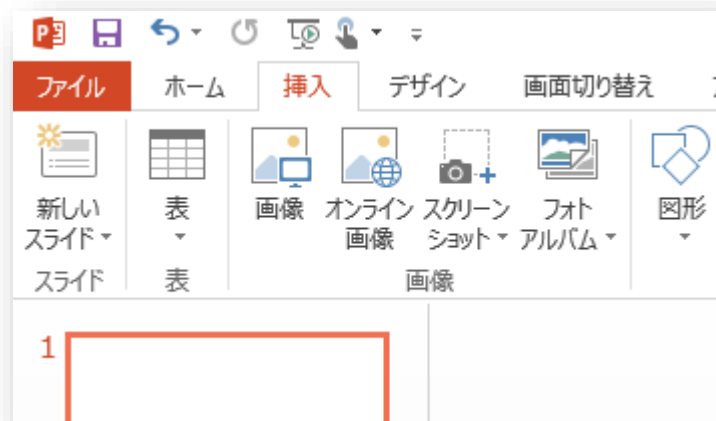 ファイル ホーム 挿入 デザイン 画面切り替え
新しい 表 画像 オンライン スクリーン フォト 図形
スライド 画像 ショット アルバム
スライド 表 画像
1